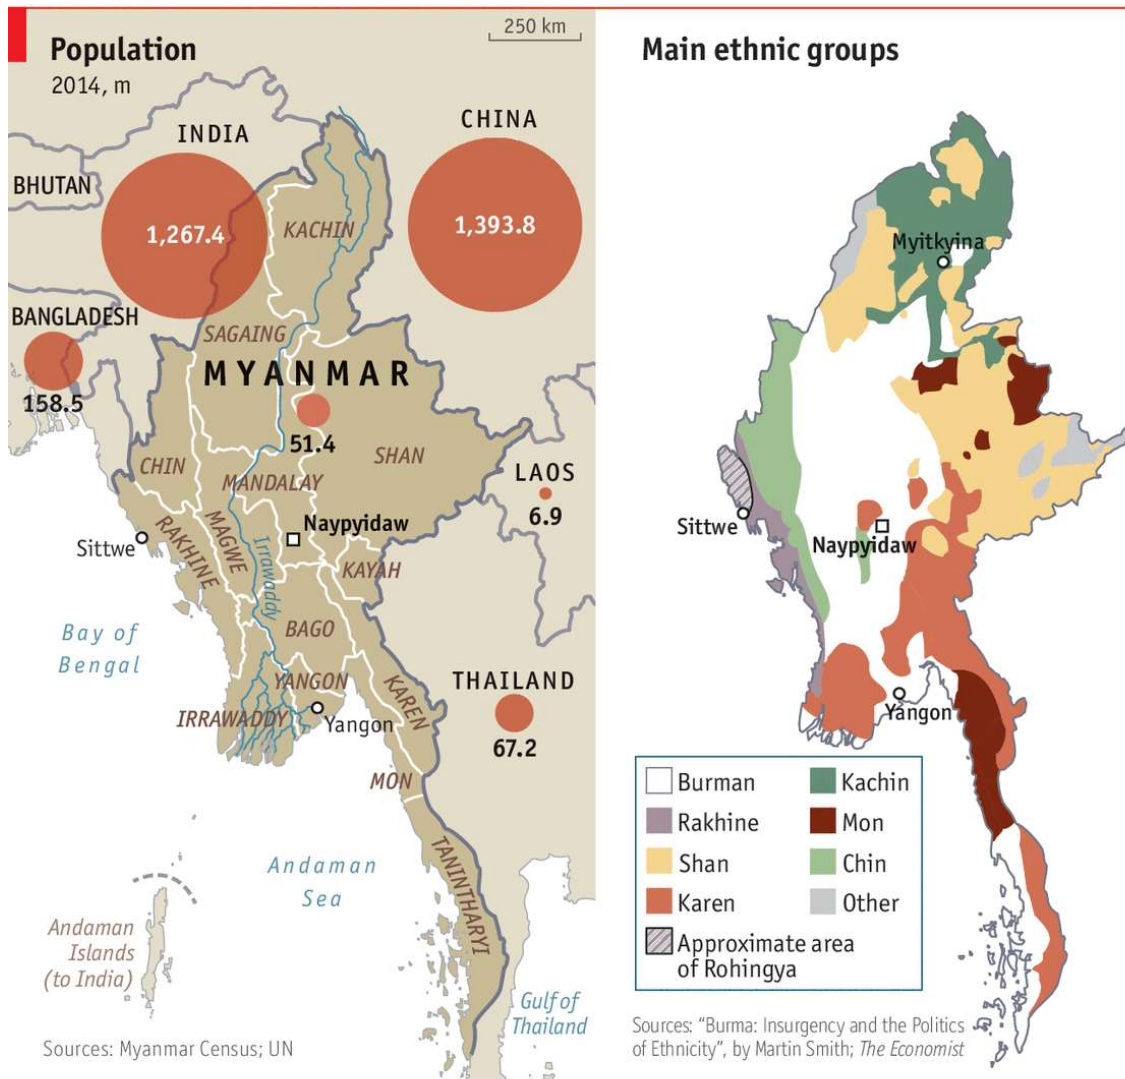 Population
2014, m
250 km
INDIA
CHINA
BHUTAN
1,267.4
1,393.8
KACHIN
BANGLADESH
158.5
SAGAING
MYANMAR
51.4
CHIN
MANDALAY
SHAN
LAOS
6.9
Naypyidaw
Sittwe
RAKHINE
MAGWE
Irrawaddy
KAYAH
BAGO
Bay of
Bengal
YANGON
IRRAWADDY
Yangon
KAREN
THAILAND
67.2
MON
Andaman
Sea
TANINTHARYI
Andaman
Islands
(to India)
Gulf of
Thailand
Sources: Myanmar Census; UN
Main ethnic groups
Myitkyina
Sittwe
Naypyidaw
Yangon
Burman
Rakhine
Shan
Karen
Kachin
Mon
Chin
Other
Approximate area
of Rohingya
Sources: “Burma: Insurgency and the Politics
of Ethnicity”, by Martin Smith; The Economist